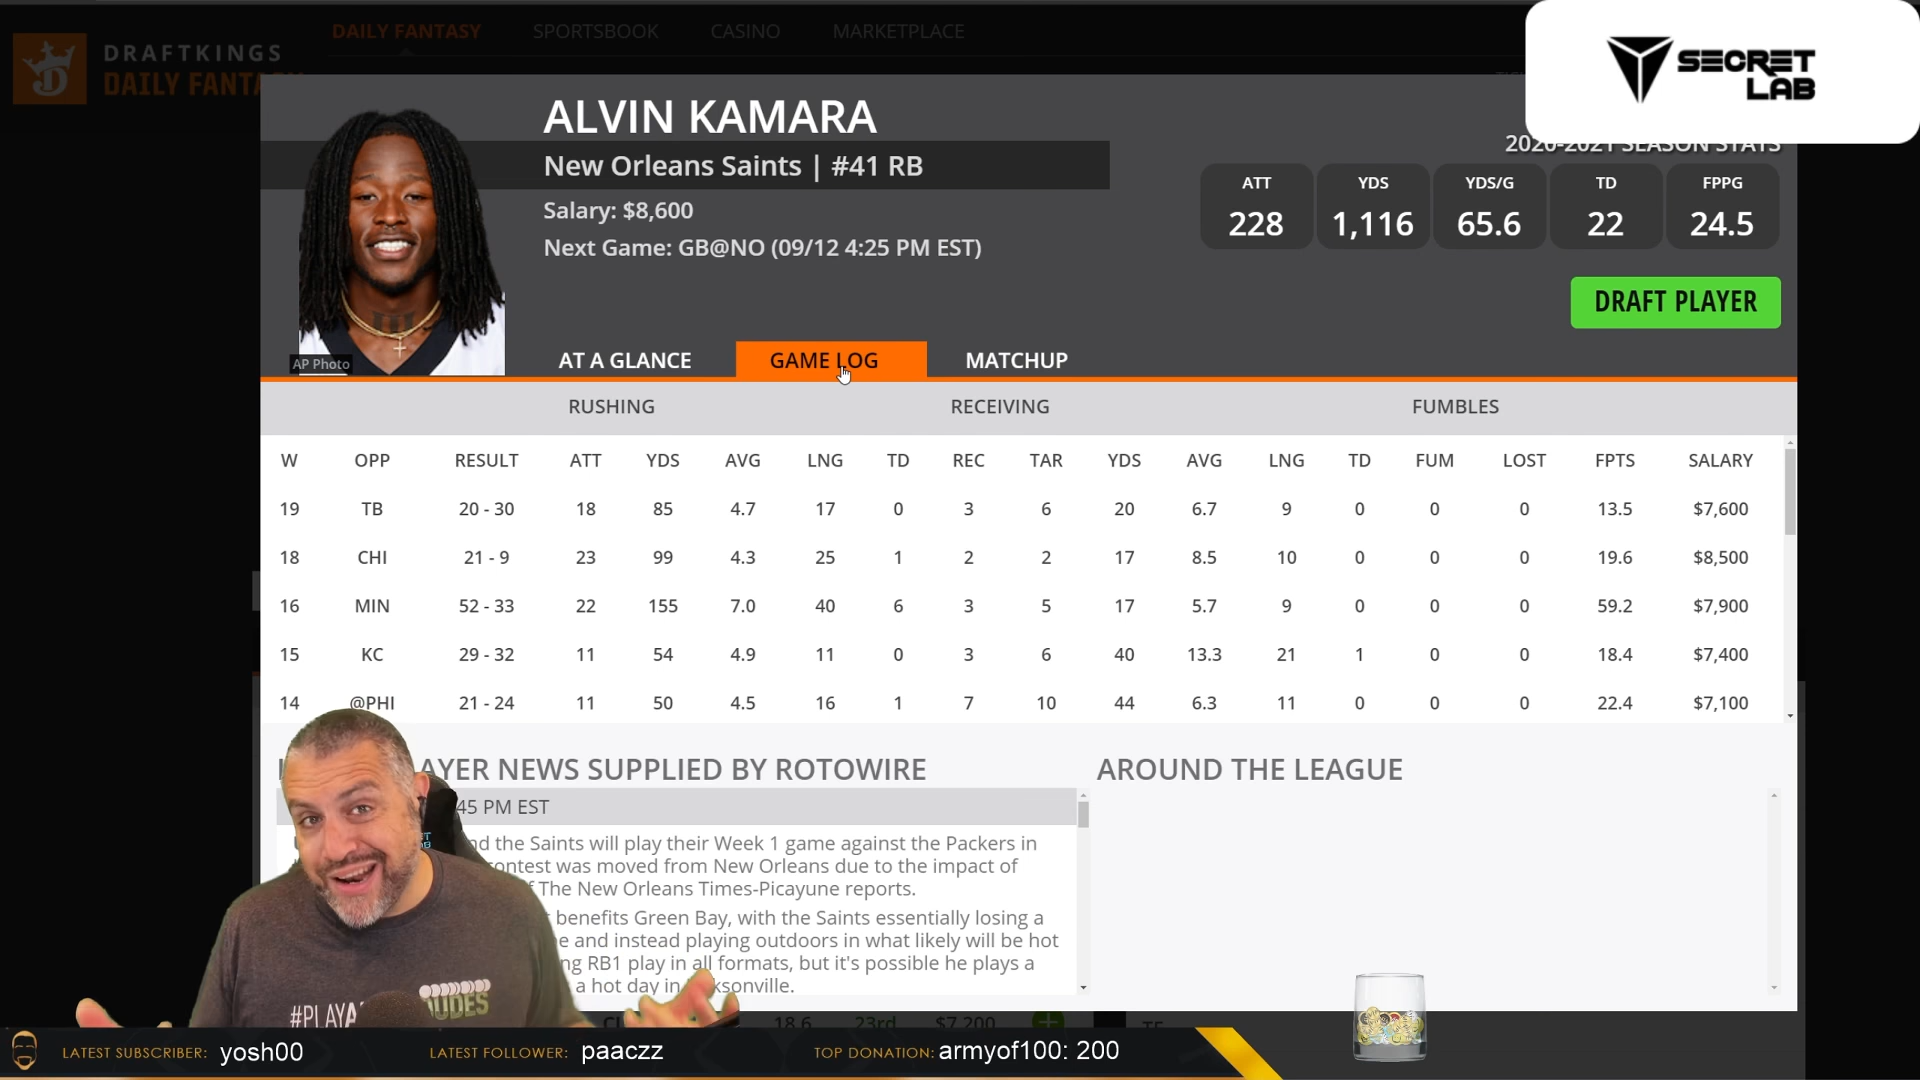 DAILY FANTASY SPORTSBOOK CASINO MARKETPLACE
DRAFTKINGS
DAILY FANTASY
SECRET
LAB
ALVIN KAMARA
New Orleans Saints | #41 RB
Salary: $8,600
Next Game: GB@NO (09/12 4:25 PM EST)
2020-2021 SEASON STATS
ATT YDS YDS/G TD FPPG
228 1,116 65.6 22 24.5
DRAFT PLAYER
AP Photo
AT A GLANCE GAME LOG MATCHUP
RUSHING RECEIVING FUMBLES
W OPP RESULT ATT YDS AVG LNG TD REC TAR YDS AVG LNG TD FUM LOST FPTS SALARY
19 TB 20 - 30 18 85 4.7 17 0 3 6 20 6.7 9 0 0 0 13.5 $7,600
18 CHI 21 - 9 23 99 4.3 25 1 2 2 17 8.5 10 0 0 0 19.6 $8,500
16 MIN 52 - 33 22 155 7.0 40 6 3 5 17 5.7 9 0 0 0 59.2 $7,900
15 KC 29 - 32 11 54 4.9 11 0 3 6 40 13.3 21 1 0 0 18.4 $7,400
14 @PHI 21 - 24 11 50 4.5 16 1 7 10 44 6.3 11 0 0 0 22.4 $7,100
AYER NEWS SUPPLIED BY ROTOWIRE
AROUND THE LEAGUE
45 PM EST
nd the Saints will play their Week 1 game against the Packers in
contest was moved from New Orleans due to the impact of
f The New Orleans Times-Picayune reports.
benefits Green Bay, with the Saints essentially losing a
e and instead playing outdoors in what likely will be hot
ng RB1 play in all formats, but it's possible he plays a
a hot day in ksonville.
#PLAYA
DUDES
18.6 23rd $7,200
LATEST SUBSCRIBER: yosh00
LATEST FOLLOWER: paaczz
TOP DONATION: armyof100: 200